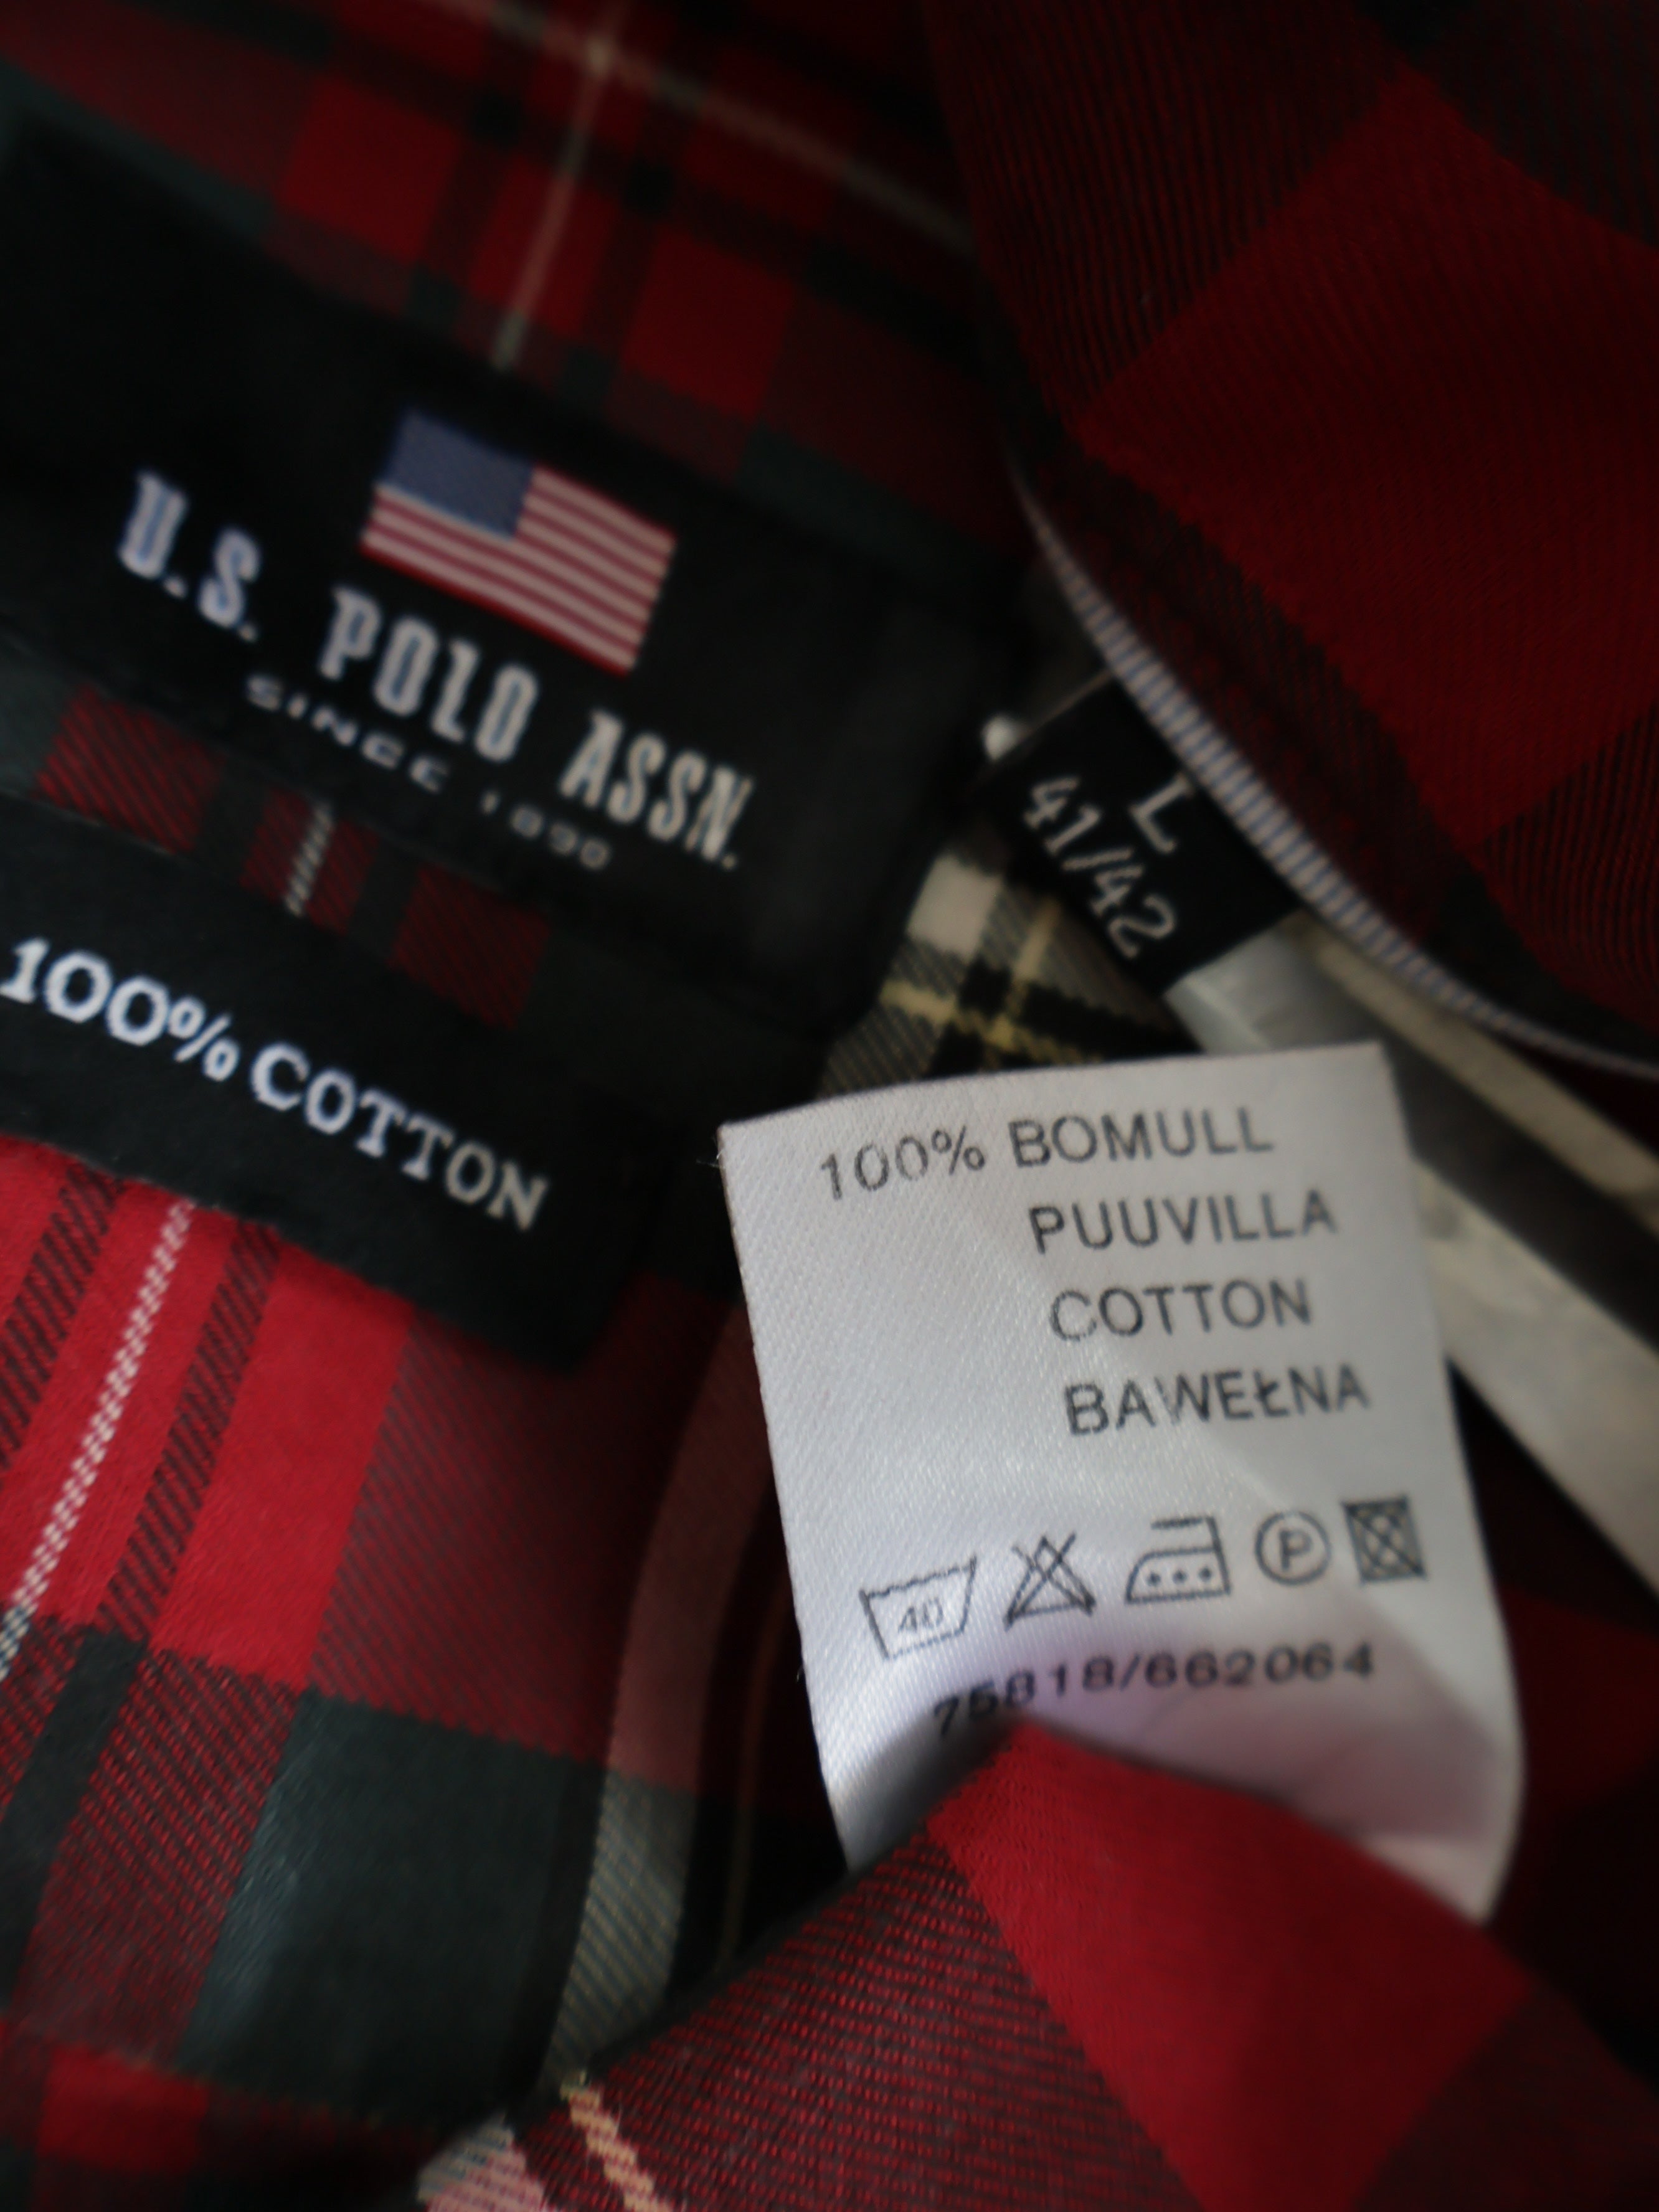 U.S. POLO ASSN.
SINCE 1890
L
41/42
100% COTTON
100% BOMULL
PUUVILLA
COTTON
BAWEŁNA
40
P
75818/662064